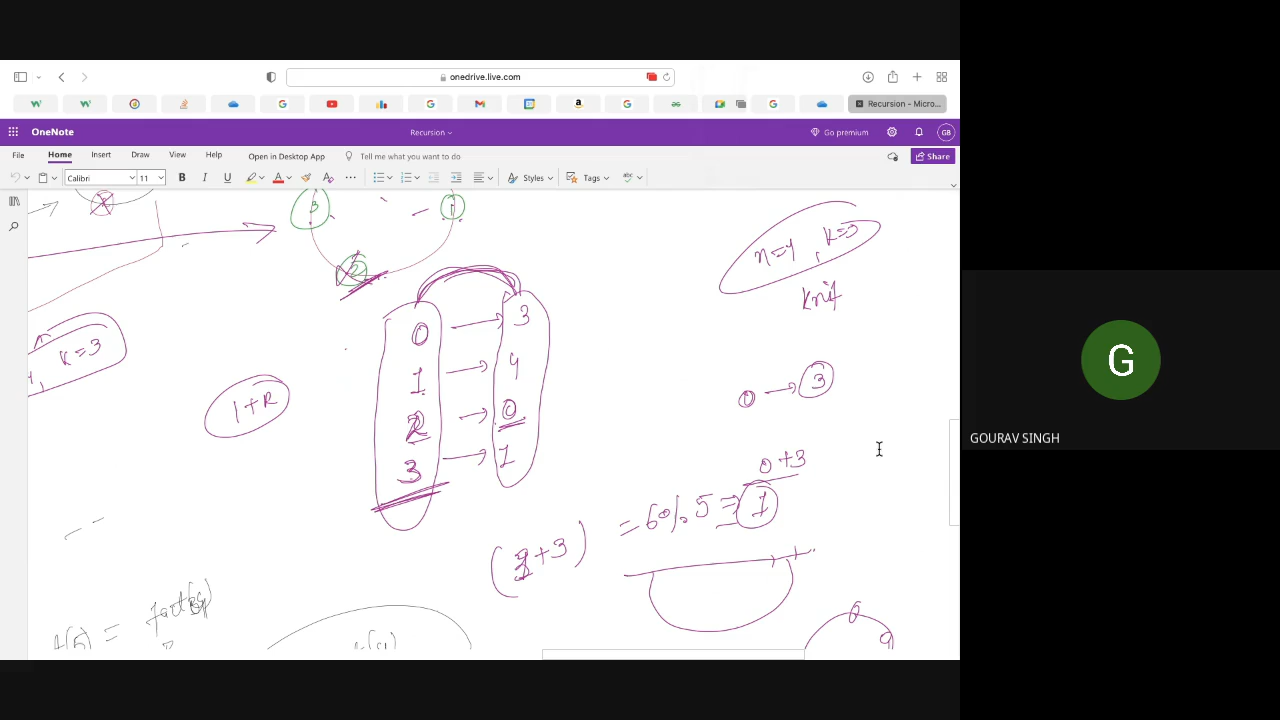 onedrive.live.com
Recursion – Micro...
OneNote
Recursion
Go premium
GB
File
Home
Insert
Draw
View
Help
Open in Desktop App
Tell me what you want to do
Share
Calibri
11
B
I
U
A
Styles
Tags
abc
3
1
2
n=4, k=3
k=3
1+R
0 → 3
1 → 4
2 → 0
3 → 1
0 → 3
0+3
(3+3) = 6%5 ⇒ 1
G
GOURAV SINGH